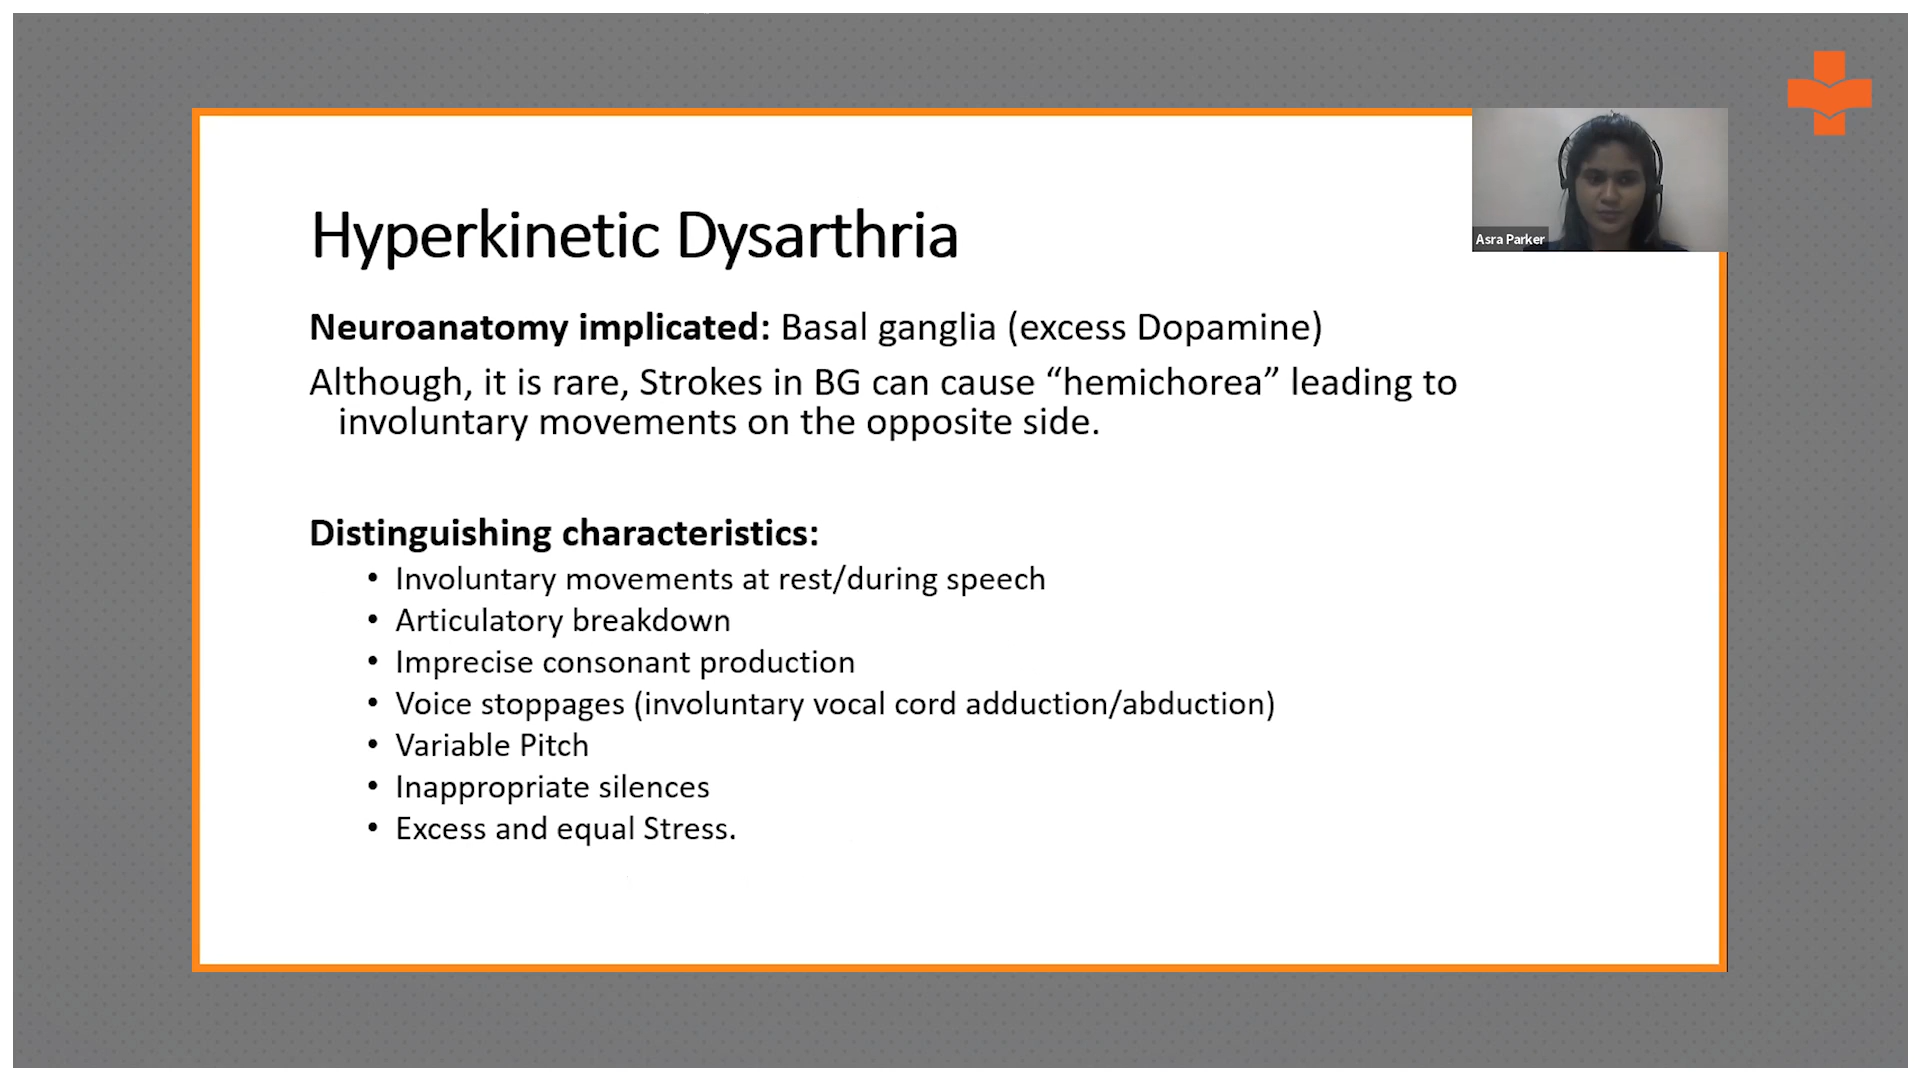 Hyperkinetic Dysarthria
Asra Parker
Neuroanatomy implicated: Basal ganglia (excess Dopamine)
Although, it is rare, Strokes in BG can cause “hemichorea” leading to
involuntary movements on the opposite side.
Distinguishing characteristics:
• Involuntary movements at rest/during speech
• Articulatory breakdown
• Imprecise consonant production
• Voice stoppages (involuntary vocal cord adduction/abduction)
• Variable Pitch
• Inappropriate silences
• Excess and equal Stress.